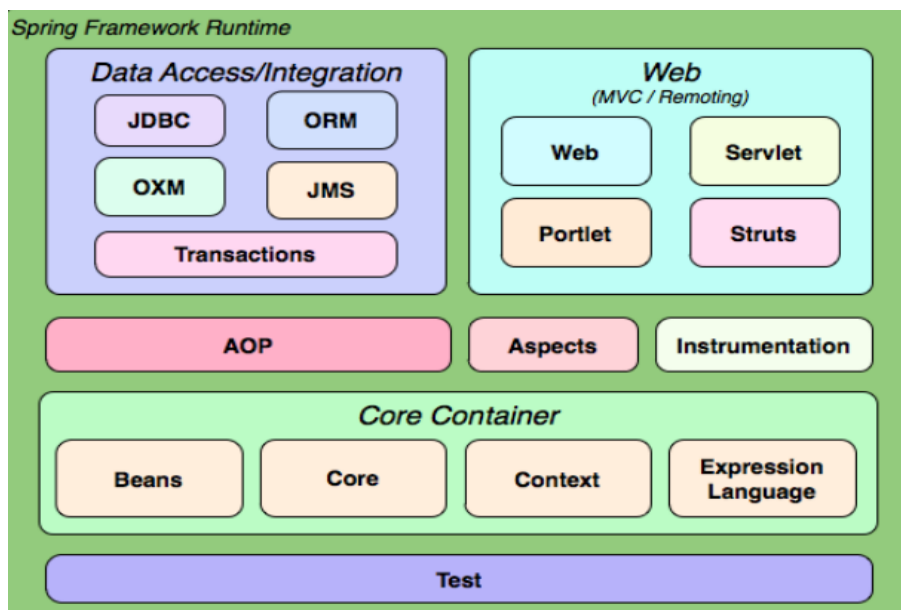 Spring Framework Runtime
Data Access/Integration
JDBC
ORM
OXM
JMS
Transactions
Web
(MVC / Remoting)
Web
Servlet
Portlet
Struts
AOP
Aspects
Instrumentation
Core Container
Beans
Core
Context
Expression
Language
Test